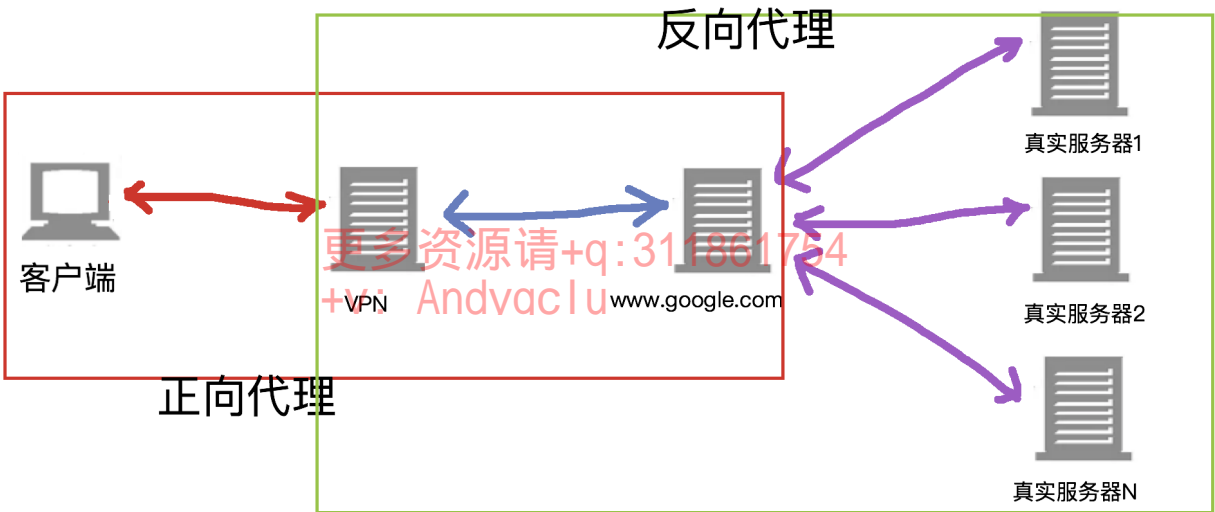 反向代理
真实服务器1
客户端
VPN
www.google.com
更多资源请+q:311861754
+v: Andyqclu
真实服务器2
正向代理
真实服务器N